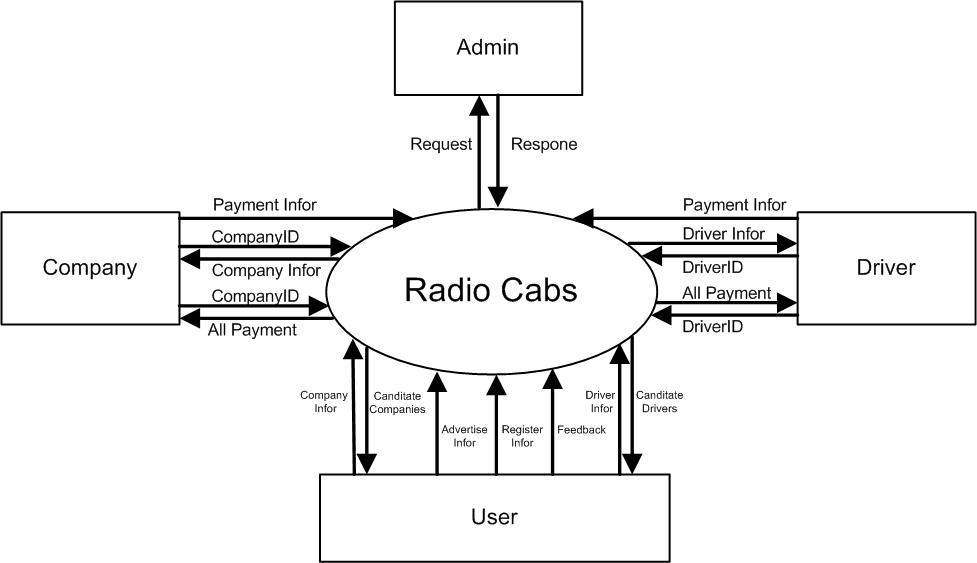 Admin
Request
Respone
Payment Infor
CompanyID
Company Infor
CompanyID
All Payment
Company
Radio Cabs
Payment Infor
Driver Infor
DriverID
All Payment
DriverID
Driver
Company
Infor
Canditate
Companies
Advertise
Infor
Register
Infor
Feedback
Driver
Infor
Canditate
Drivers
User